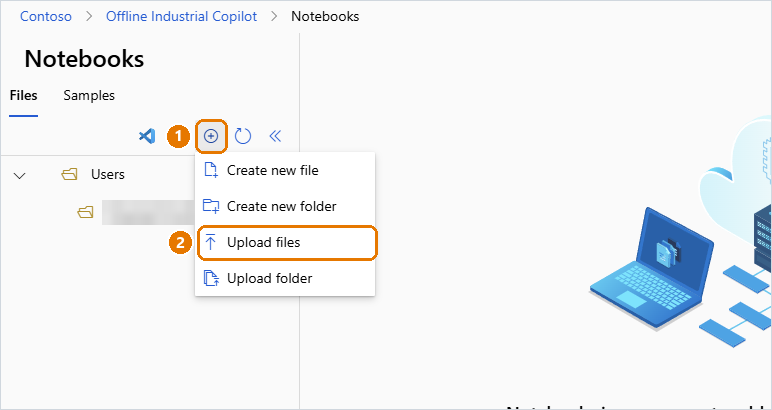 Contoso > Offline Industrial Copilot > Notebooks
Notebooks
Files Samples
1
Users
Create new file
Create new folder
2 Upload files
Upload folder